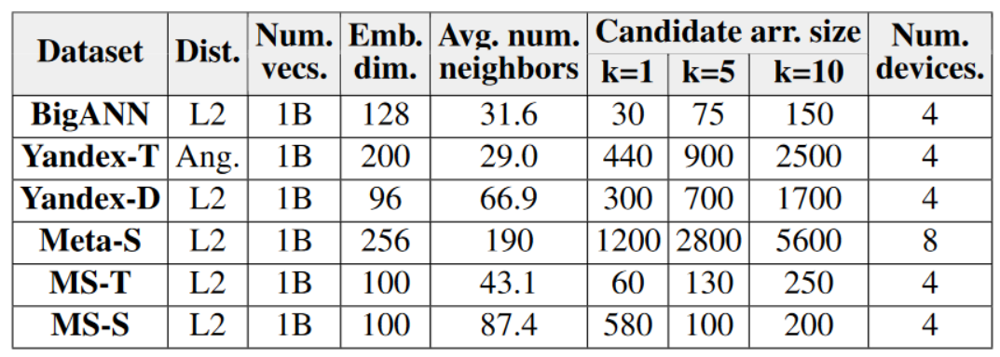 Dataset Dist. Num. vecs. Emb. dim. Avg. num. neighbors Candidate arr. size Num. devices.
k=1 k=5 k=10
BigANN L2 1B 128 31.6 30 75 150 4
Yandex-T Ang. 1B 200 29.0 440 900 2500 4
Yandex-D L2 1B 96 66.9 300 700 1700 4
Meta-S L2 1B 256 190 1200 2800 5600 8
MS-T L2 1B 100 43.1 60 130 250 4
MS-S L2 1B 100 87.4 580 100 200 4